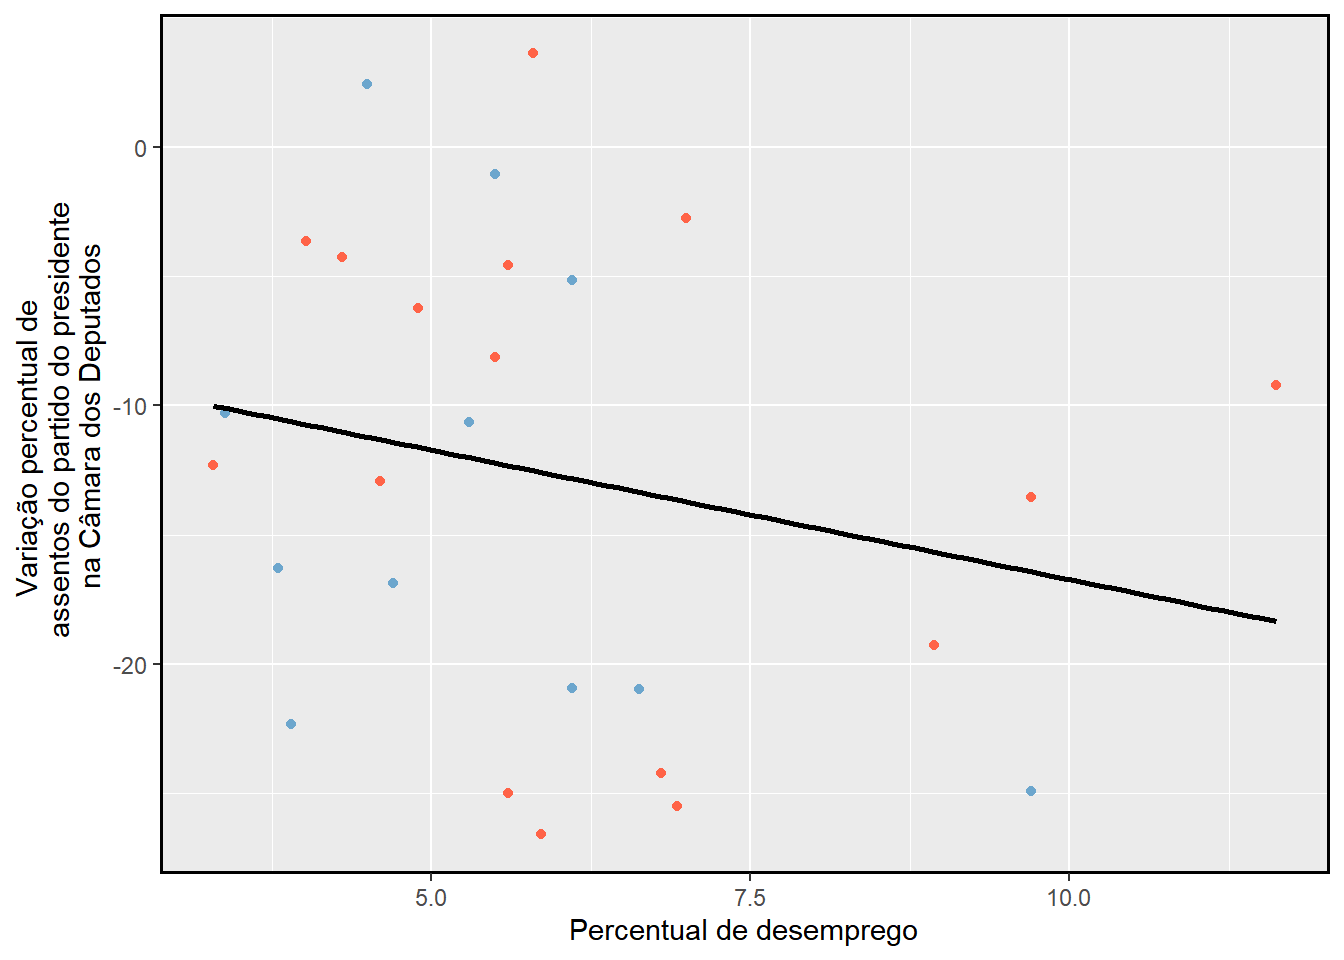 Variação percentual de
assentos do partido do presidente
na Câmara dos Deputados
0
-10
-20
5.0
7.5
10.0
Percentual de desemprego